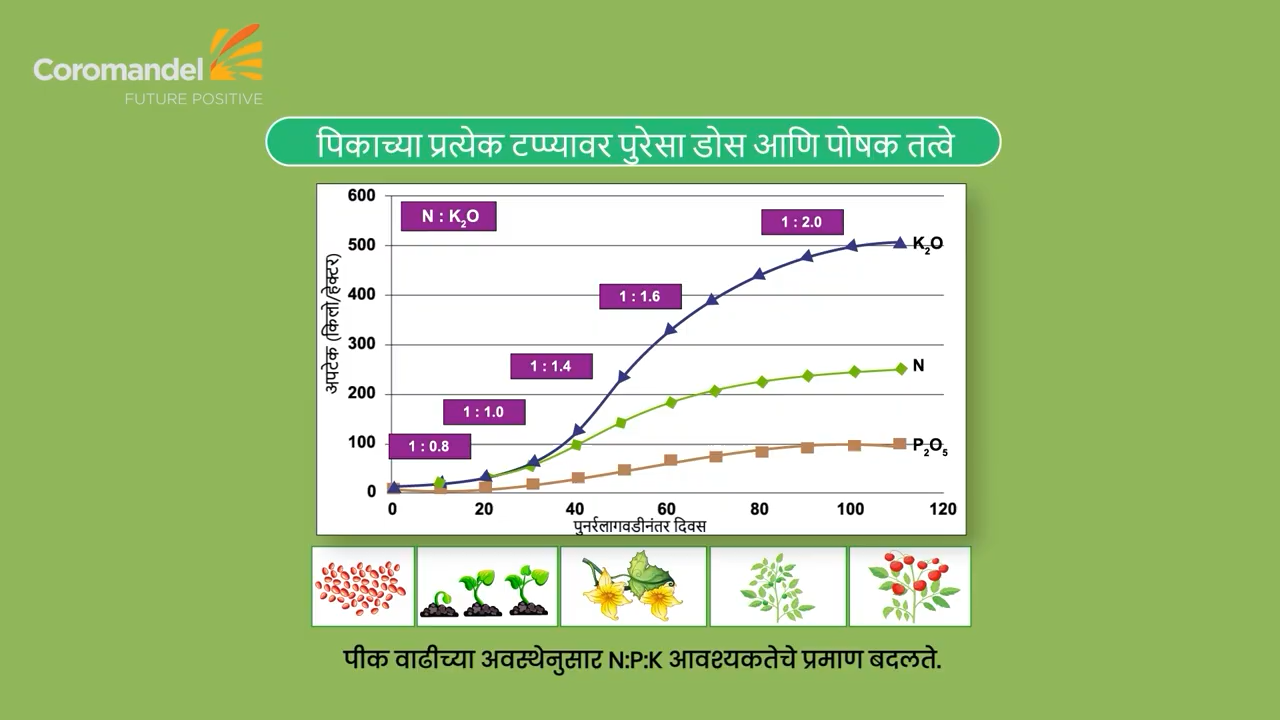 Coromandel
FUTURE POSITIVE
पिकाच्या प्रत्येक टप्प्यावर पुरेसा डोस आणि पोषक तत्वे
600
500
400
300
200
100
0
अपटेक (किलो/हेक्टर)
N : K₂O
1 : 0.8
1 : 1.0
1 : 1.4
1 : 1.6
1 : 2.0
K₂O
N
P₂O₅
0 20 40 60 80 100 120
पुनर्रलागवडीनंतर दिवस
पीक वाढीच्या अवस्थेनुसार N:P:K आवश्यकतेचे प्रमाण बदलते.